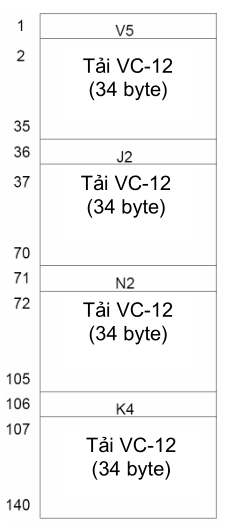 1
V5
2
Tải VC-12
(34 byte)
35
36
J2
37
Tải VC-12
(34 byte)
70
71
N2
72
Tải VC-12
(34 byte)
105
106
K4
107
Tải VC-12
(34 byte)
140